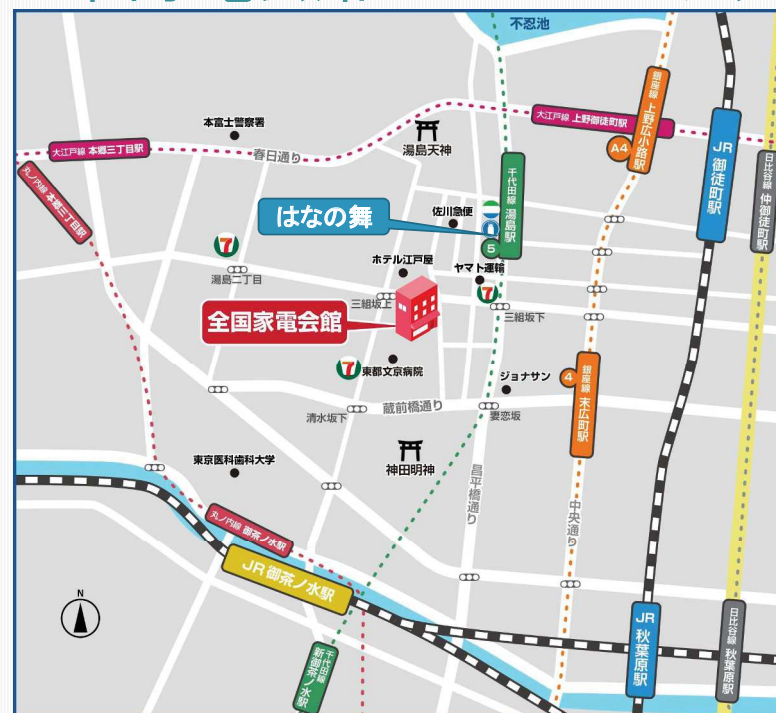 不忍池
銀座線 上野広小路駅
A4
大江戸線 上野御徒町駅
JR 御徒町駅
日比谷線 仲御徒町駅
本富士警察署
湯島天神
大江戸線 本郷三丁目駅
春日通り
丸ノ内線 本郷三丁目駅
千代田線 湯島駅
5
佐川急便
はなの舞
7
湯島二丁目
ホテル江戸屋
ヤマト運輸
7
三組坂上
三組坂下
全国家電会館
7
東都文京病院
ジョナサン
4
銀座線 末広町駅
清水坂下
蔵前橋通り
妻恋坂
東京医科歯科大学
神田明神
昌平橋通り
中央通り
丸ノ内線 御茶ノ水駅
JR 御茶ノ水駅
N
千代田線 新御茶ノ水駅
JR 秋葉原駅
日比谷線 秋葉原駅